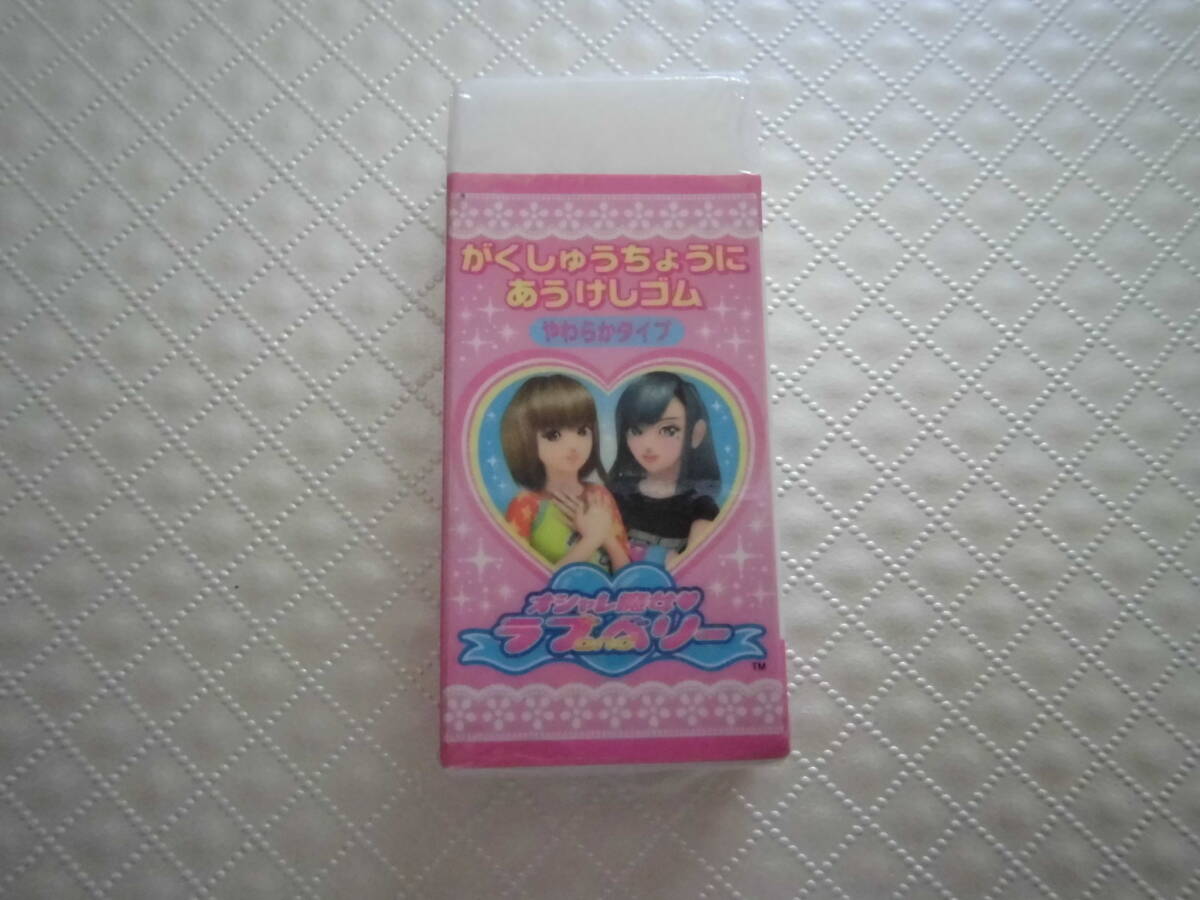 がくしゅうちょうに
あうけしゴム
やわらかタイプ
オシャレ魔女♥
ラブandベリー
TM